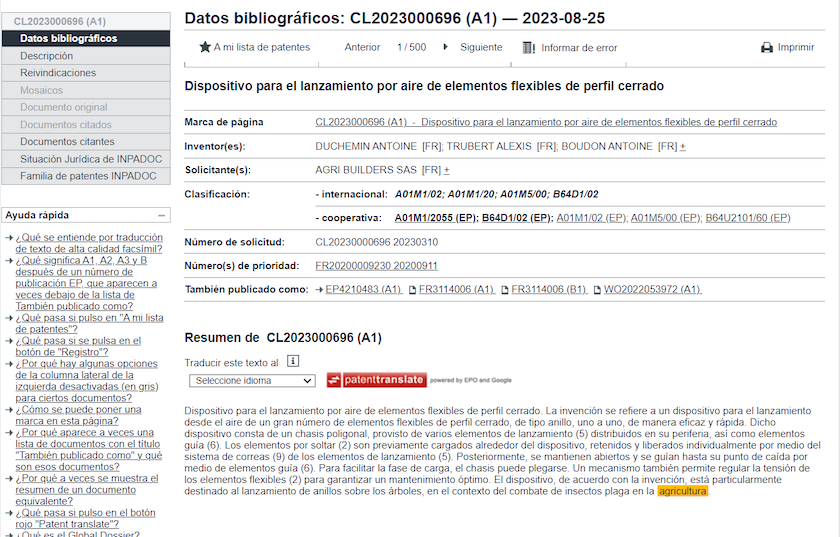 CL2023000696 (A1)
Datos bibliográficos
Descripción
Reivindicaciones
Mosaicos
Documento original
Documentos citados
Documentos citantes
Situación Jurídica de INPADOC
Familia de patentes INPADOC
Ayuda rápida
¿Qué se entiende por traducción
de texto de alta calidad facsímil?
¿Qué significa A1, A2, A3 y B
después de un número de
publicación EP, que aparecen a
veces debajo de la lista de
También publicado como?
¿Qué pasa si pulso en "A mi lista
de patentes"?
¿Qué pasa si se pulsa en el
botón de "Registro"?
¿Por qué hay algunas opciones
de la columna lateral de la
izquierda desactivadas (en gris)
para ciertos documentos?
¿Cómo se puede poner una
marca en esta página?
¿Por qué aparece a veces una
lista de documentos con el título
"También publicado como" y qué
son esos documentos?
¿Por qué a veces se muestra el
resumen de un documento
equivalente?
¿Qué pasa si pulso en el botón
rojo "Patent translate"?
¿Qué es el Global Dossier?
Datos bibliográficos: CL2023000696 (A1) — 2023-08-25
A mi lista de patentes Anterior 1 / 500 Siguiente Informar de error Imprimir
Dispositivo para el lanzamiento por aire de elementos flexibles de perfil cerrado
Marca de página CL2023000696 (A1) - Dispositivo para el lanzamiento por aire de elementos flexibles de perfil cerrado
Inventor(es): DUCHEMIN ANTOINE [FR]; TRUBERT ALEXIS [FR]; BOUDON ANTOINE [FR] +
Solicitante(s): AGRI BUILDERS SAS [FR] +
Clasificación: - internacional: A01M1/02; A01M1/20; A01M5/00; B64D1/02
- cooperativa: A01M1/2055 (EP); B64D1/02 (EP); A01M1/02 (EP); A01M5/00 (EP); B64U2101/60 (EP)
Número de solicitud: CL20230000696 20230310
Número(s) de prioridad: FR20200009230 20200911
También publicado como: EP4210483 (A1) FR3114006 (A1) FR3114006 (B1) WO2022053972 (A1)
Resumen de CL2023000696 (A1)
Traducir este texto al i
Seleccione idioma patenttranslate powered by EPO and Google
Dispositivo para el lanzamiento por aire de elementos flexibles de perfil cerrado. La invención se refiere a un dispositivo para el lanzamiento
desde el aire de un gran número de elementos flexibles de perfil cerrado, de tipo anillo, uno a uno, de manera eficaz y rápida. Dicho
dispositivo consta de un chasis poligonal, provisto de varios elementos de lanzamiento (5) distribuidos en su periferia, así como elementos
guía (6). Los elementos por soltar (2) son previamente cargados alrededor del dispositivo, retenidos y liberados individualmente por medio del
sistema de correas (9) de los elementos de lanzamiento (5). Posteriormente, se mantienen abiertos y se guían hasta su punto de caída por
medio de elementos guía (6). Para facilitar la fase de carga, el chasis puede plegarse. Un mecanismo también permite regular la tensión de
los elementos flexibles (2) para garantizar un mantenimiento óptimo. El dispositivo, de acuerdo con la invención, está particularmente
destinado al lanzamiento de anillos sobre los árboles, en el contexto del combate de insectos plaga en la agricultura